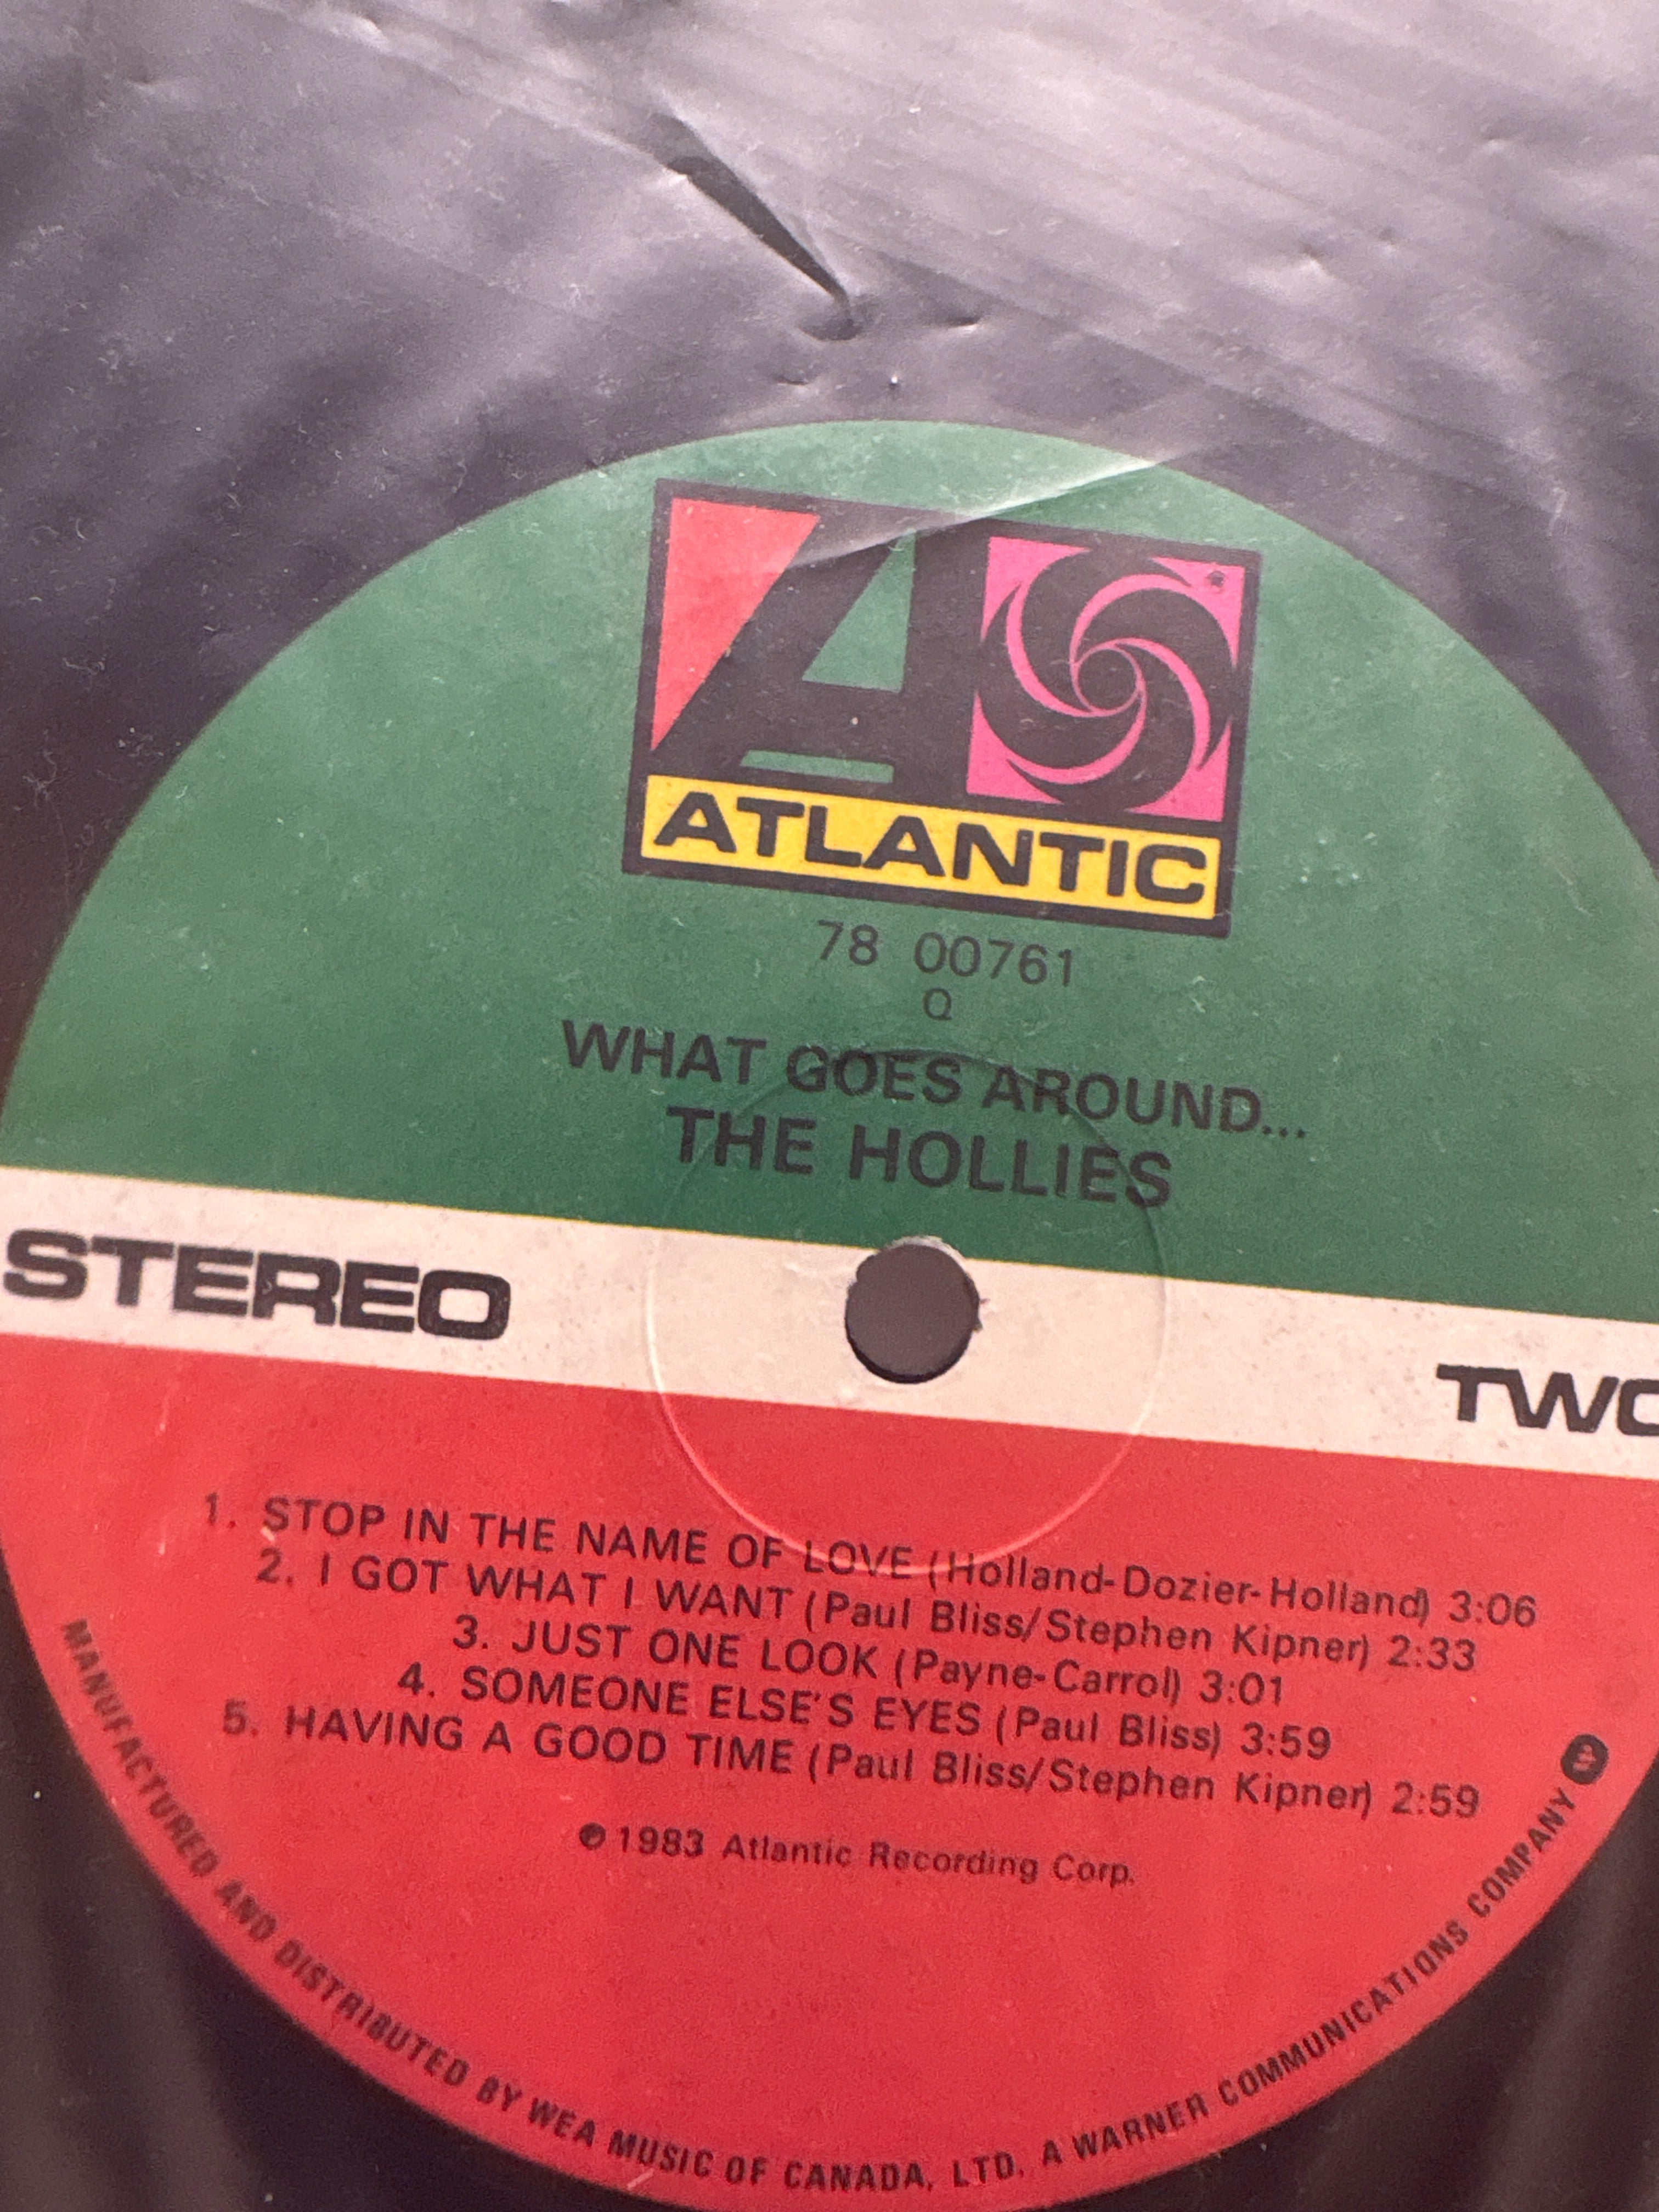 ATLANTIC
78 00761
Q
WHAT GOES AROUND...
THE HOLLIES
STEREO
TWO
1. STOP IN THE NAME OF LOVE (Holland-Dozier-Holland) 3:06
2. I GOT WHAT I WANT (Paul Bliss/Stephen Kipner) 2:33
3. JUST ONE LOOK (Payne-Carrol) 3:01
4. SOMEONE ELSE'S EYES (Paul Bliss) 3:59
5. HAVING A GOOD TIME (Paul Bliss/Stephen Kipner) 2:59
℗ 1983 Atlantic Recording Corp.
MANUFACTURED AND DISTRIBUTED BY WEA MUSIC OF CANADA, LTD. A WARNER COMMUNICATIONS COMPANY